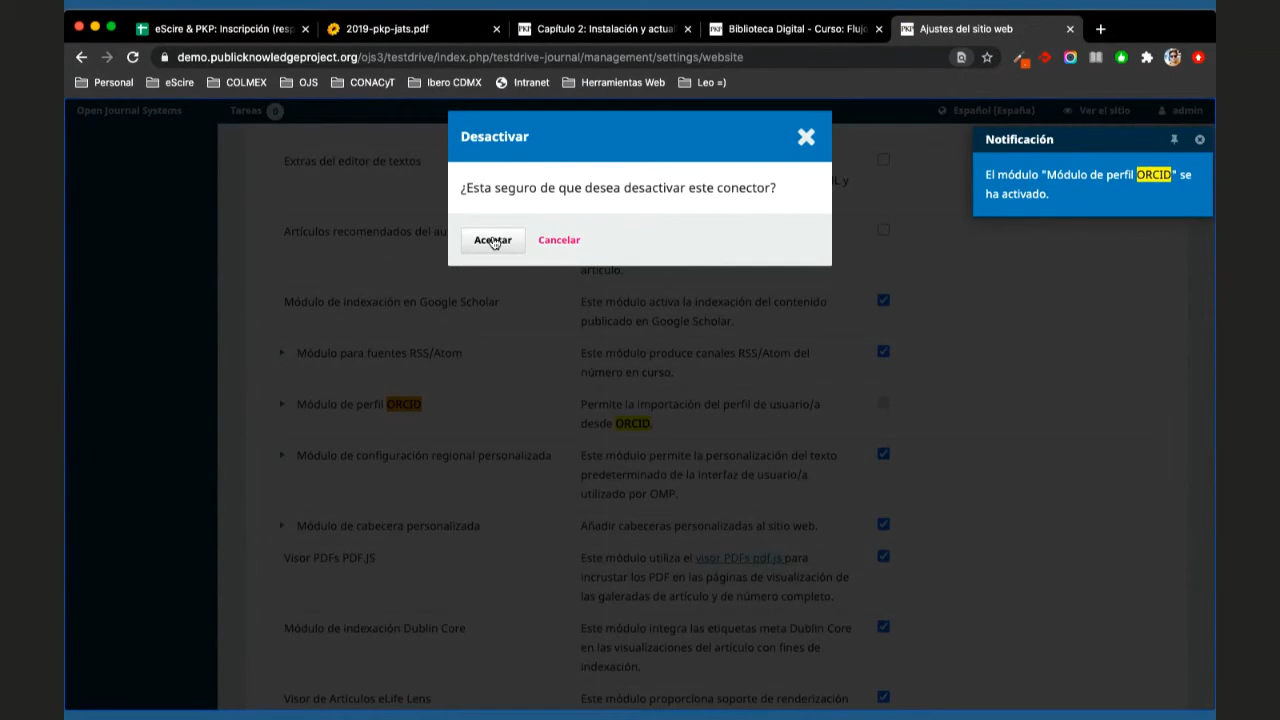 eScire & PKP: Inscripción (resp
2019-pkp-jats.pdf
Capítulo 2: Instalación y actual
Biblioteca Digital - Curso: Flujo
Ajustes del sitio web
demo.publicknowledgeproject.org/ojs3/testdrive/index.php/testdrive-journal/management/settings/website
Personal
eScire
COLMEX
OJS
CONACyT
Ibero CDMX
Intranet
Herramientas Web
Leo =)
Open Journal Systems
Tareas
Español (España)
Ver el sitio
admin
Desactivar
Notificación
El módulo "Módulo de perfil ORCID" se
ha activado.
¿Esta seguro de que desea desactivar este conector?
Aceptar
Cancelar
Extras del editor de textos
y
Artículos recomendados del au
artículo.
Módulo de indexación en Google Scholar
Este módulo activa la indexación del contenido
publicado en Google Scholar.
Módulo para fuentes RSS/Atom
Este módulo produce canales RSS/Atom del
número en curso.
Módulo de perfil ORCID
Permite la importación del perfil de usuario/a
desde ORCID.
Módulo de configuración regional personalizada
Este módulo permite la personalización del texto
predeterminado de la interfaz de usuario/a
utilizado por OMP.
Módulo de cabecera personalizada
Añadir cabeceras personalizadas al sitio web.
Visor PDFs PDF.JS
Este módulo utiliza el visor PDFs pdf.js para
incrustar los PDF en las páginas de visualización de
las galeradas de artículo y de número completo.
Módulo de indexación Dublin Core
Este módulo integra las etiquetas meta Dublin Core
en las visualizaciones del artículo con fines de
indexación.
Visor de Artículos eLife Lens
Este módulo proporciona soporte de renderización